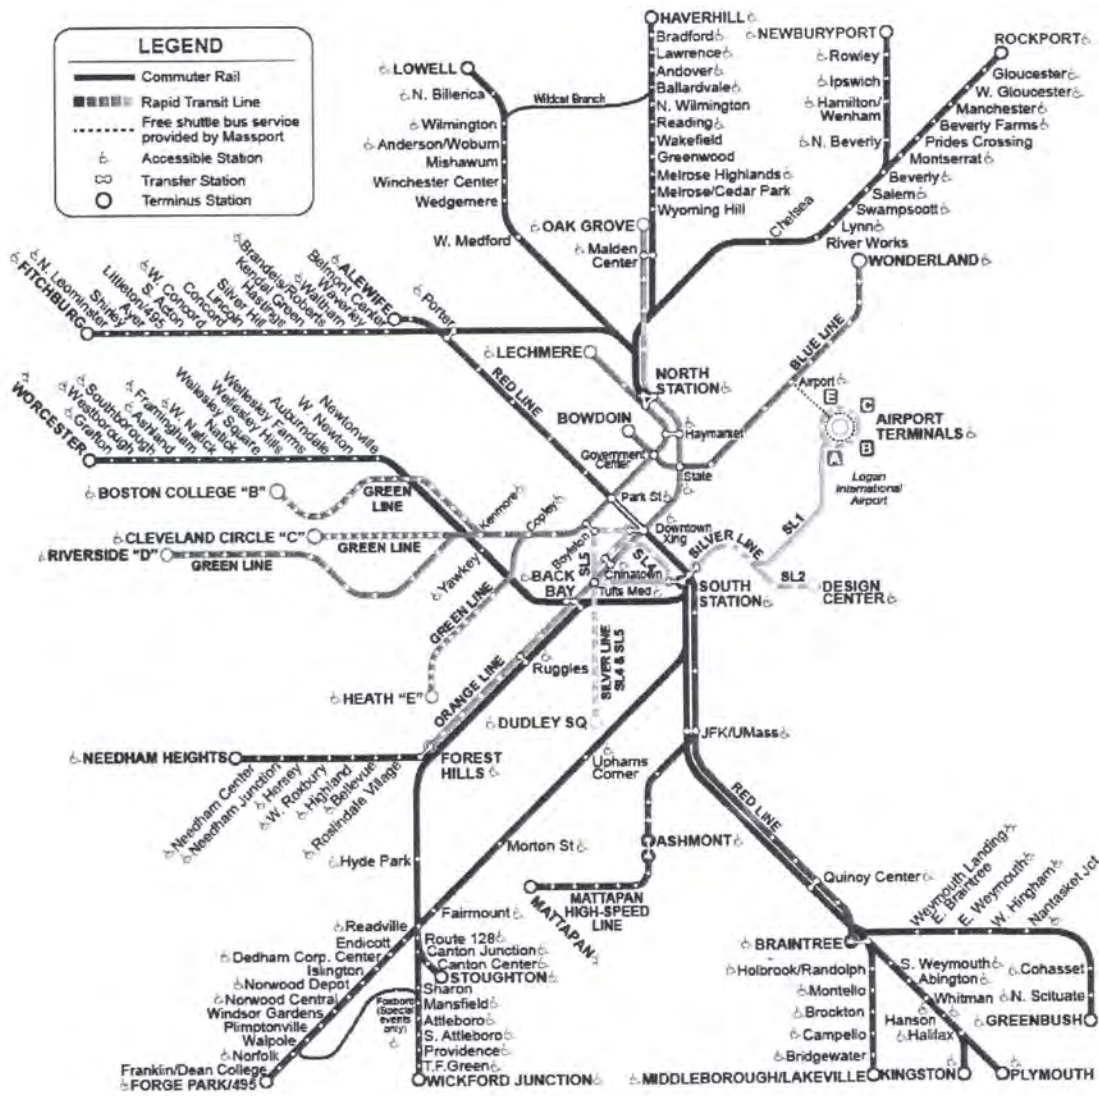 LEGEND
Commuter Rail
Rapid Transit Line
Free shuttle bus service
provided by Massport
Accessible Station
Transfer Station
Terminus Station
HAVERHILL
Bradford
Lawrence
Andover
Ballardvale
N. Wilmington
Reading
Wakefield
Greenwood
Melrose Highlands
Melrose/Cedar Park
Wyoming Hill
NEWBURYPORT
Rowley
Ipswich
Hamilton/
Wenham
N. Beverly
ROCKPORT
Gloucester
W. Gloucester
Manchester
Beverly Farms
Prides Crossing
Montserrat
Beverly
Salem
Swampscott
Lynn
River Works
Chelsea
LOWELL
N. Billerica
Wildcat Branch
Wilmington
Anderson/Woburn
Mishawum
Winchester Center
Wedgemere
W. Medford
OAK GROVE
Malden
Center
WONDERLAND
BLUE LINE
Airport
E
C
B
A
AIRPORT
TERMINALS
Logan
International
Airport
FITCHBURG
N. Leominster
Shirley
Ayer
Littleton/495
S. Acton
W. Concord
Concord
Lincoln
Silver Hill
Hastings
Kendal Green
Brandeis/Roberts
Waltham
Waverley
Belmont Center
ALEWIFE
Porter
RED LINE
LECHMERE
NORTH
STATION
BOWDOIN
Haymarket
Government
Center
State
Park St
Downtown
Xing
WORCESTER
Grafton
Westborough
Southborough
Ashland
Framingham
W. Natick
Natick
Wellesley Square
Wellesley Hills
Wellesley Farms
Auburndale
W. Newton
Newtonville
BOSTON COLLEGE "B"
GREEN
LINE
CLEVELAND CIRCLE "C"
GREEN LINE
RIVERSIDE "D"
GREEN LINE
Kenmore
Copley
Boylston
Yawkey
GREEN LINE
HEATH "E"
BACK
BAY
SL5
SL4
Chinatown
Tufts Med
SILVER LINE
SL1
SL2
DESIGN
CENTER
SOUTH
STATION
SILVER LINE
SL4 & SL5
Ruggles
ORANGE LINE
DUDLEY SQ
NEEDHAM HEIGHTS
Needham Center
Needham Junction
Hersey
W. Roxbury
Highland
Bellevue
Roslindale Village
FOREST
HILLS
JFK/UMass
Uphams
Corner
RED LINE
Hyde Park
Morton St
ASHMONT
Quincy Center
MATTAPAN
HIGH-SPEED
LINE
MATTAPAN
Weymouth Landing
E. Braintree
E. Weymouth
W. Hingham
Nantasket Jct
Fairmount
Readville
Endicott
Dedham Corp. Center
Islington
Norwood Depot
Norwood Central
Windsor Gardens
Plimptonville
Walpole
Norfolk
Franklin/Dean College
FORGE PARK/495
Foxboro
(Special
events
only)
Route 128
Canton Junction
Canton Center
STOUGHTON
Sharon
Mansfield
Attleboro
S. Attleboro
Providence
T.F.Green
WICKFORD JUNCTION
BRAINTREE
Holbrook/Randolph
Montello
Brockton
Campello
Bridgewater
MIDDLEBOROUGH/LAKEVILLE
S. Weymouth
Abington
Whitman
Hanson
Halifax
KINGSTON
PLYMOUTH
Cohasset
N. Scituate
GREENBUSH